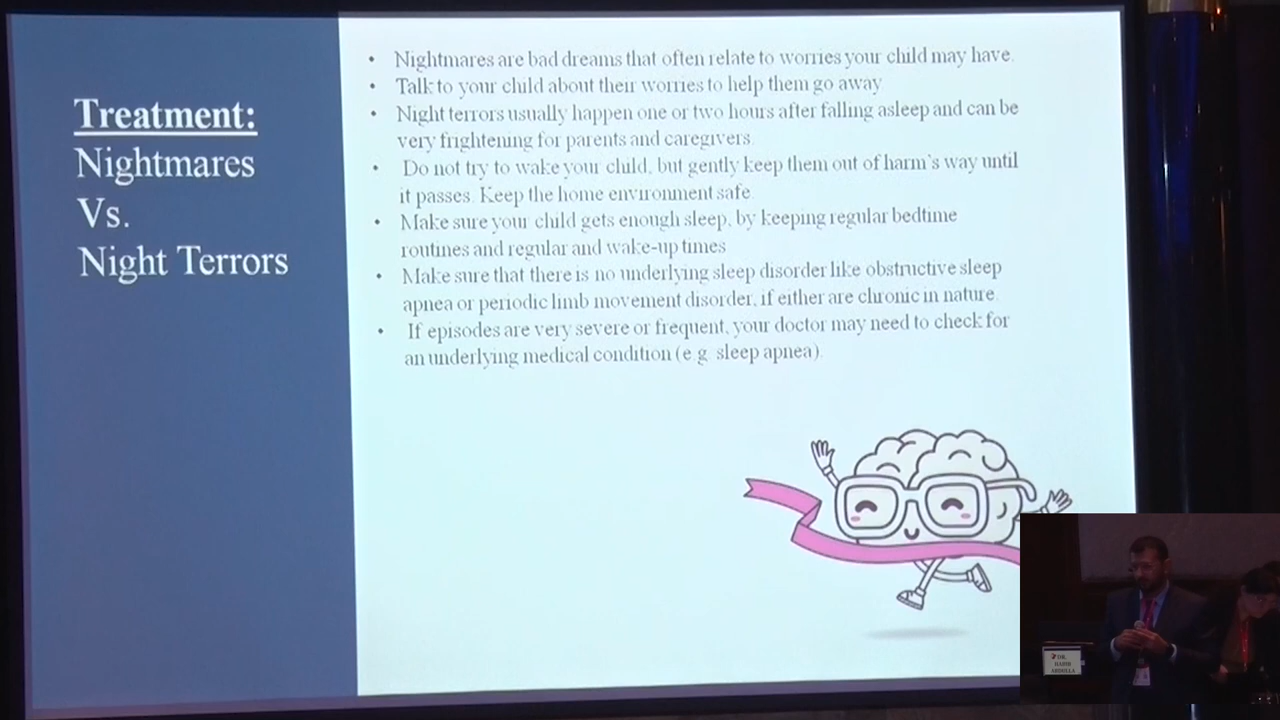 Treatment:
Nightmares
Vs.
Night Terrors
• Nightmares are bad dreams that often relate to worries your child may have.
• Talk to your child about their worries to help them go away
• Night terrors usually happen one or two hours after falling asleep and can be
very frightening for parents and caregivers.
• Do not try to wake your child, but gently keep them out of harm's way until
it passes. Keep the home environment safe.
• Make sure your child gets enough sleep, by keeping regular bedtime
routines and regular and wake-up times
• Make sure that there is no underlying sleep disorder like obstructive sleep
apnea or periodic limb movement disorder, if either are chronic in nature.
• If episodes are very severe or frequent, your doctor may need to check for
an underlying medical condition (e.g. sleep apnea).
DR.
HABIB